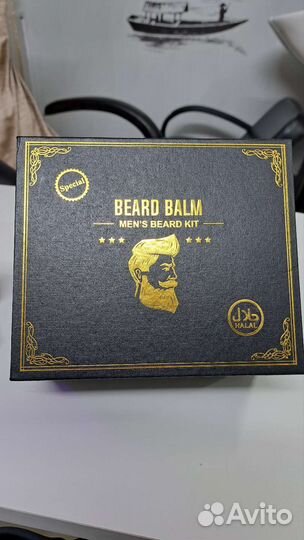 Special
BEARD BALM
MEN'S BEARD KIT
حلال
HALAL
Avito